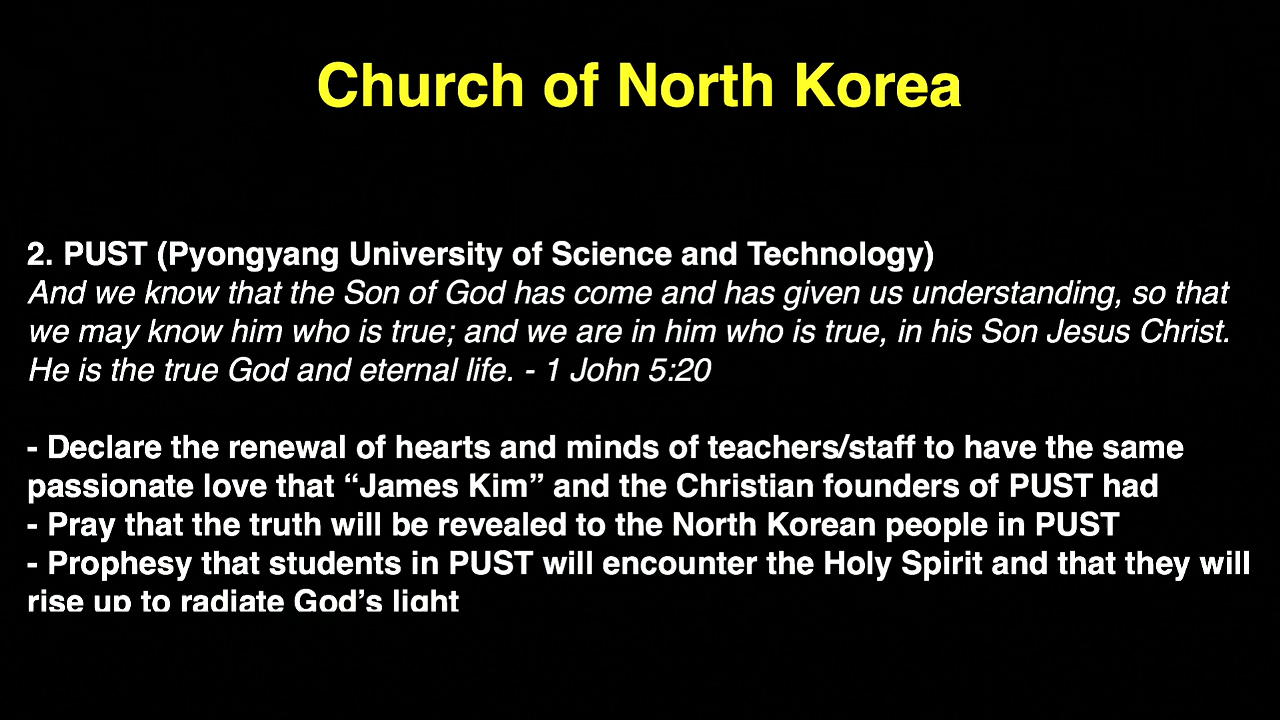 Church of North Korea
2. PUST (Pyongyang University of Science and Technology)
And we know that the Son of God has come and has given us understanding, so that
we may know him who is true; and we are in him who is true, in his Son Jesus Christ.
He is the true God and eternal life. - 1 John 5:20
- Declare the renewal of hearts and minds of teachers/staff to have the same
passionate love that “James Kim” and the Christian founders of PUST had
- Pray that the truth will be revealed to the North Korean people in PUST
- Prophesy that students in PUST will encounter the Holy Spirit and that they will
rise up to radiate God’s light